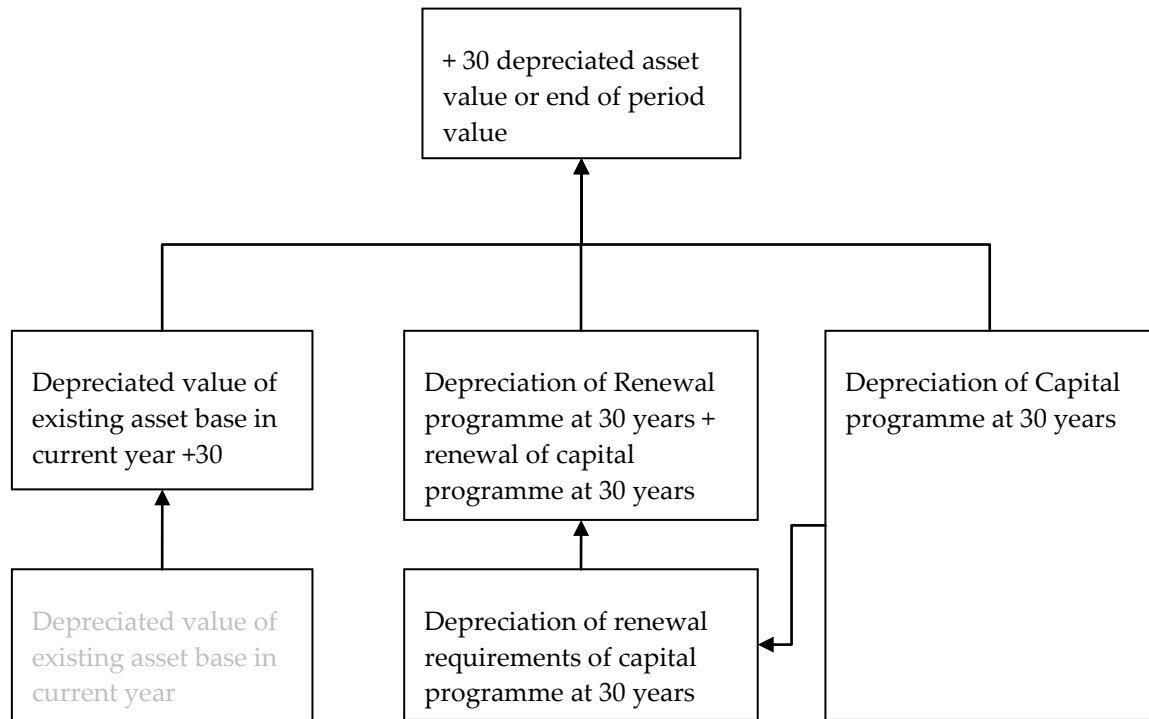 + 30 depreciated asset
value or end of period
value
Depreciated value of
existing asset base in
current year +30
Depreciation of Renewal
programme at 30 years +
renewal of capital
programme at 30 years
Depreciation of Capital
programme at 30 years
Depreciated value of
existing asset base in
current year
Depreciation of renewal
requirements of capital
programme at 30 years